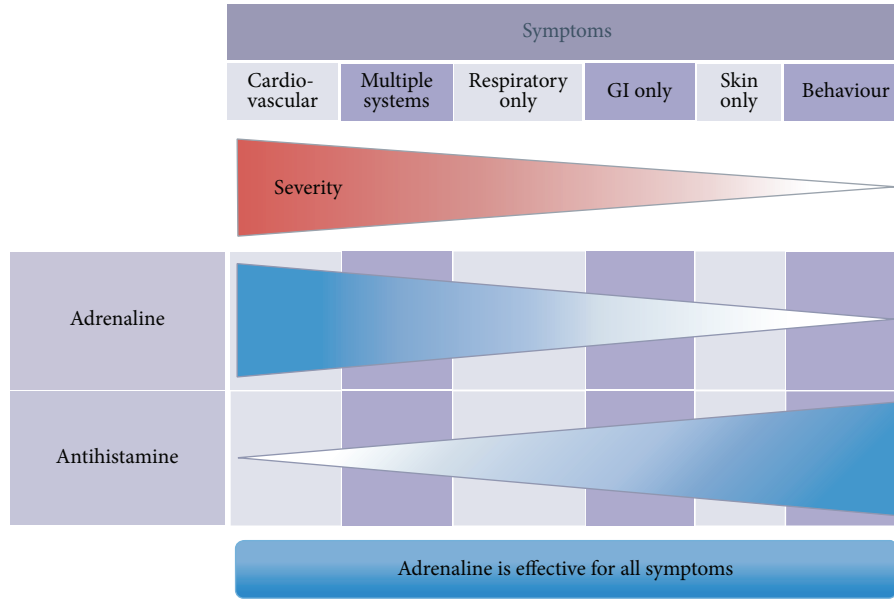 Symptoms
Cardio-
vascular
Multiple
systems
Respiratory
only
GI only
Skin
only
Behaviour
Severity
Adrenaline
Antihistamine
Adrenaline is effective for all symptoms